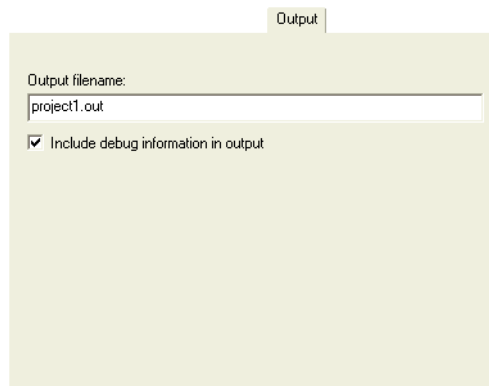 Output
Output filename:
project1.out
Include debug information in output